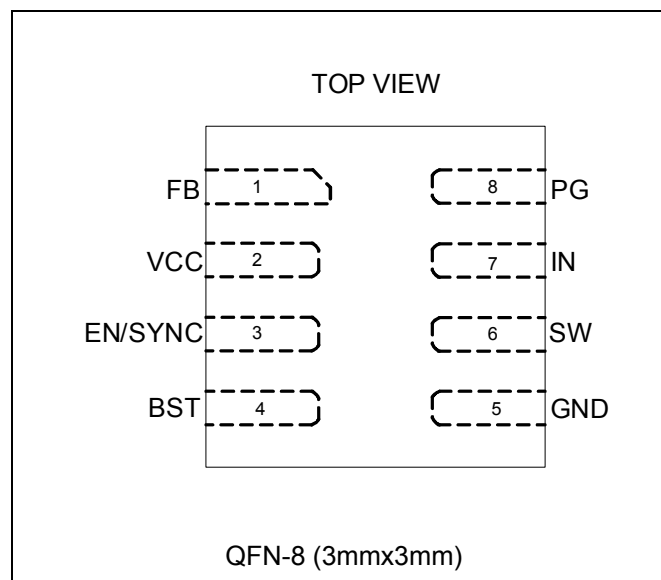 TOP VIEW
FB 1 8 PG
VCC 2 7 IN
EN/SYNC 3 6 SW
BST 4 5 GND
QFN-8 (3mmx3mm)